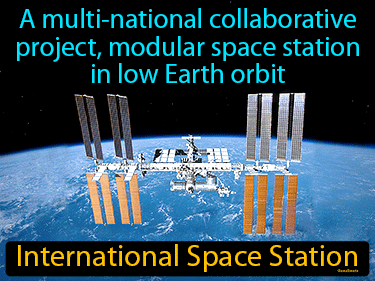 A multi-national collaborative
project, modular space station
in low Earth orbit
International Space Station